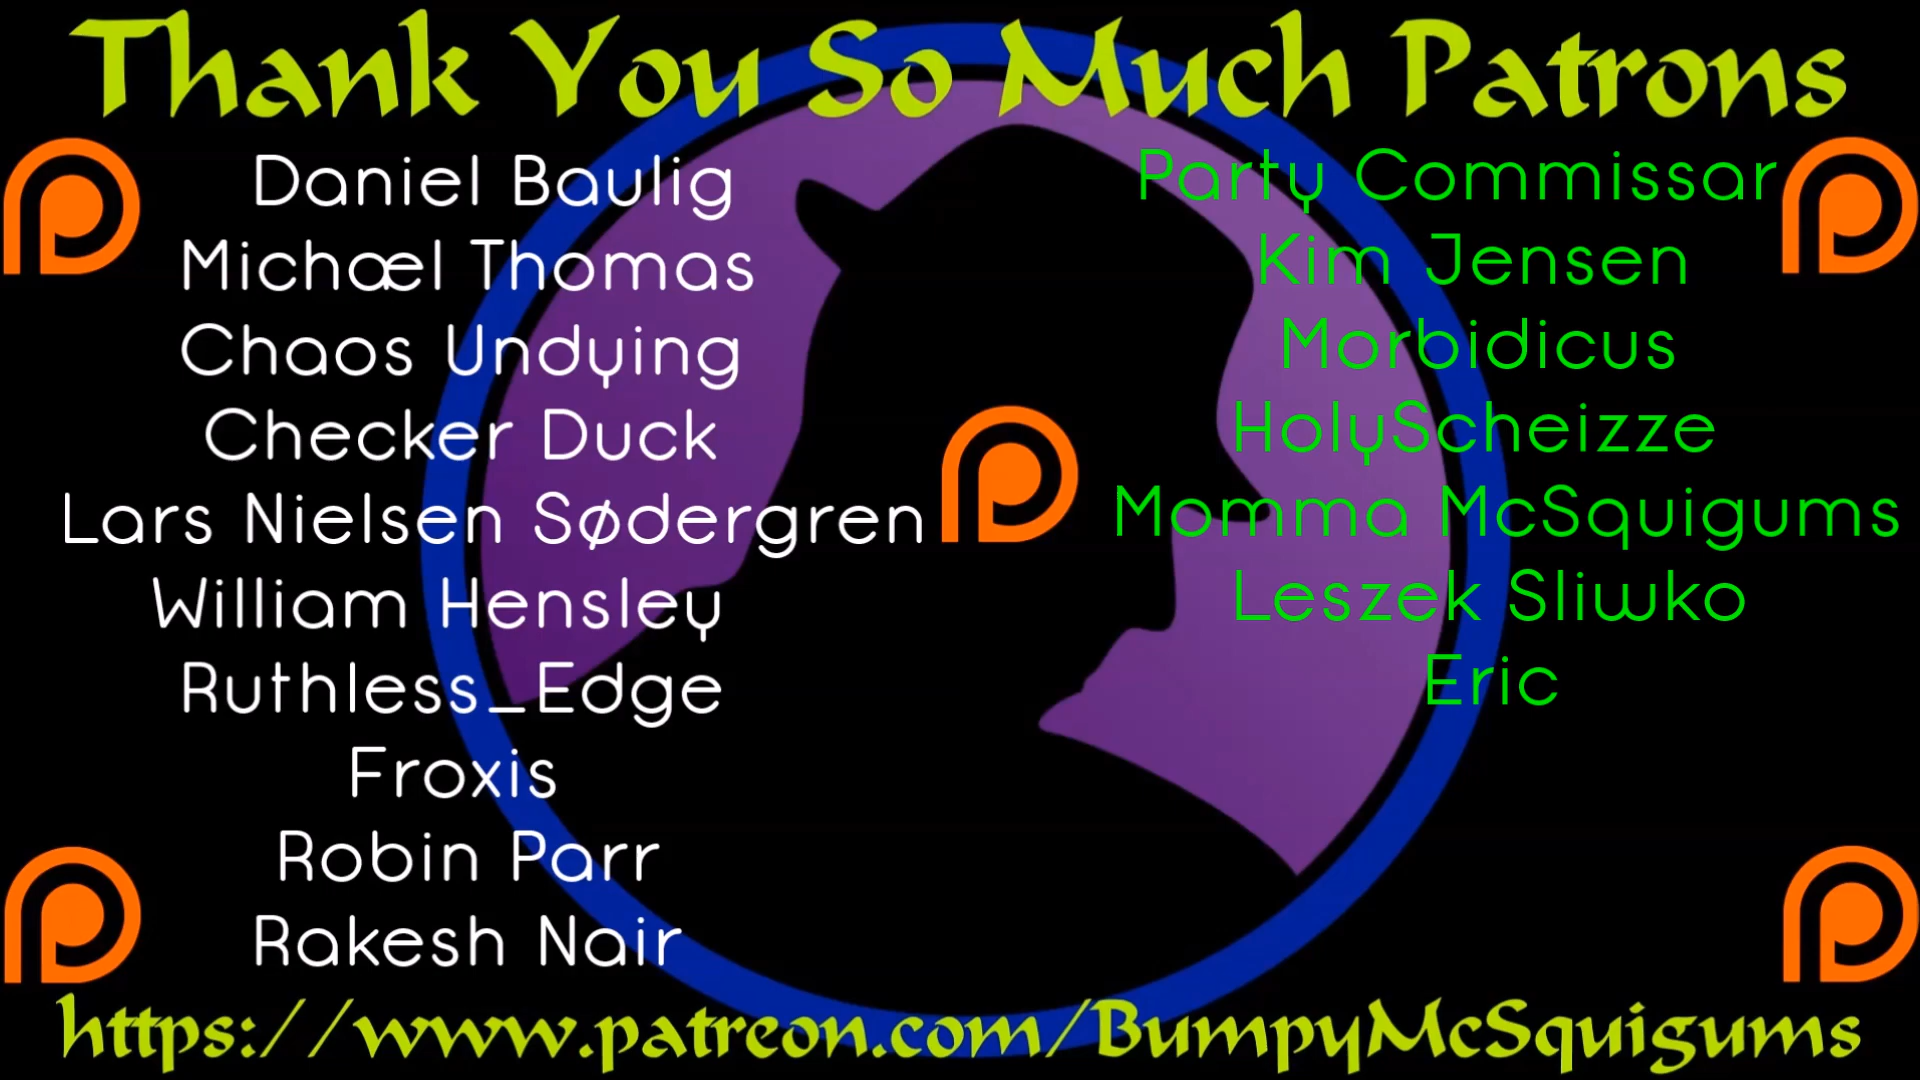 Thank You So Much Patrons
Daniel Baulig
Michæl Thomas
Chaos Undying
Checker Duck
Lars Nielsen Sødergren
William Hensley
Ruthless_Edge
Froxis
Robin Parr
Rakesh Nair
Party Commissar
Kim Jensen
Morbidicus
HolyScheizze
Momma McSquigums
Leszek Sliwko
Eric
https://www.patreon.com/BumpyMcSquigums